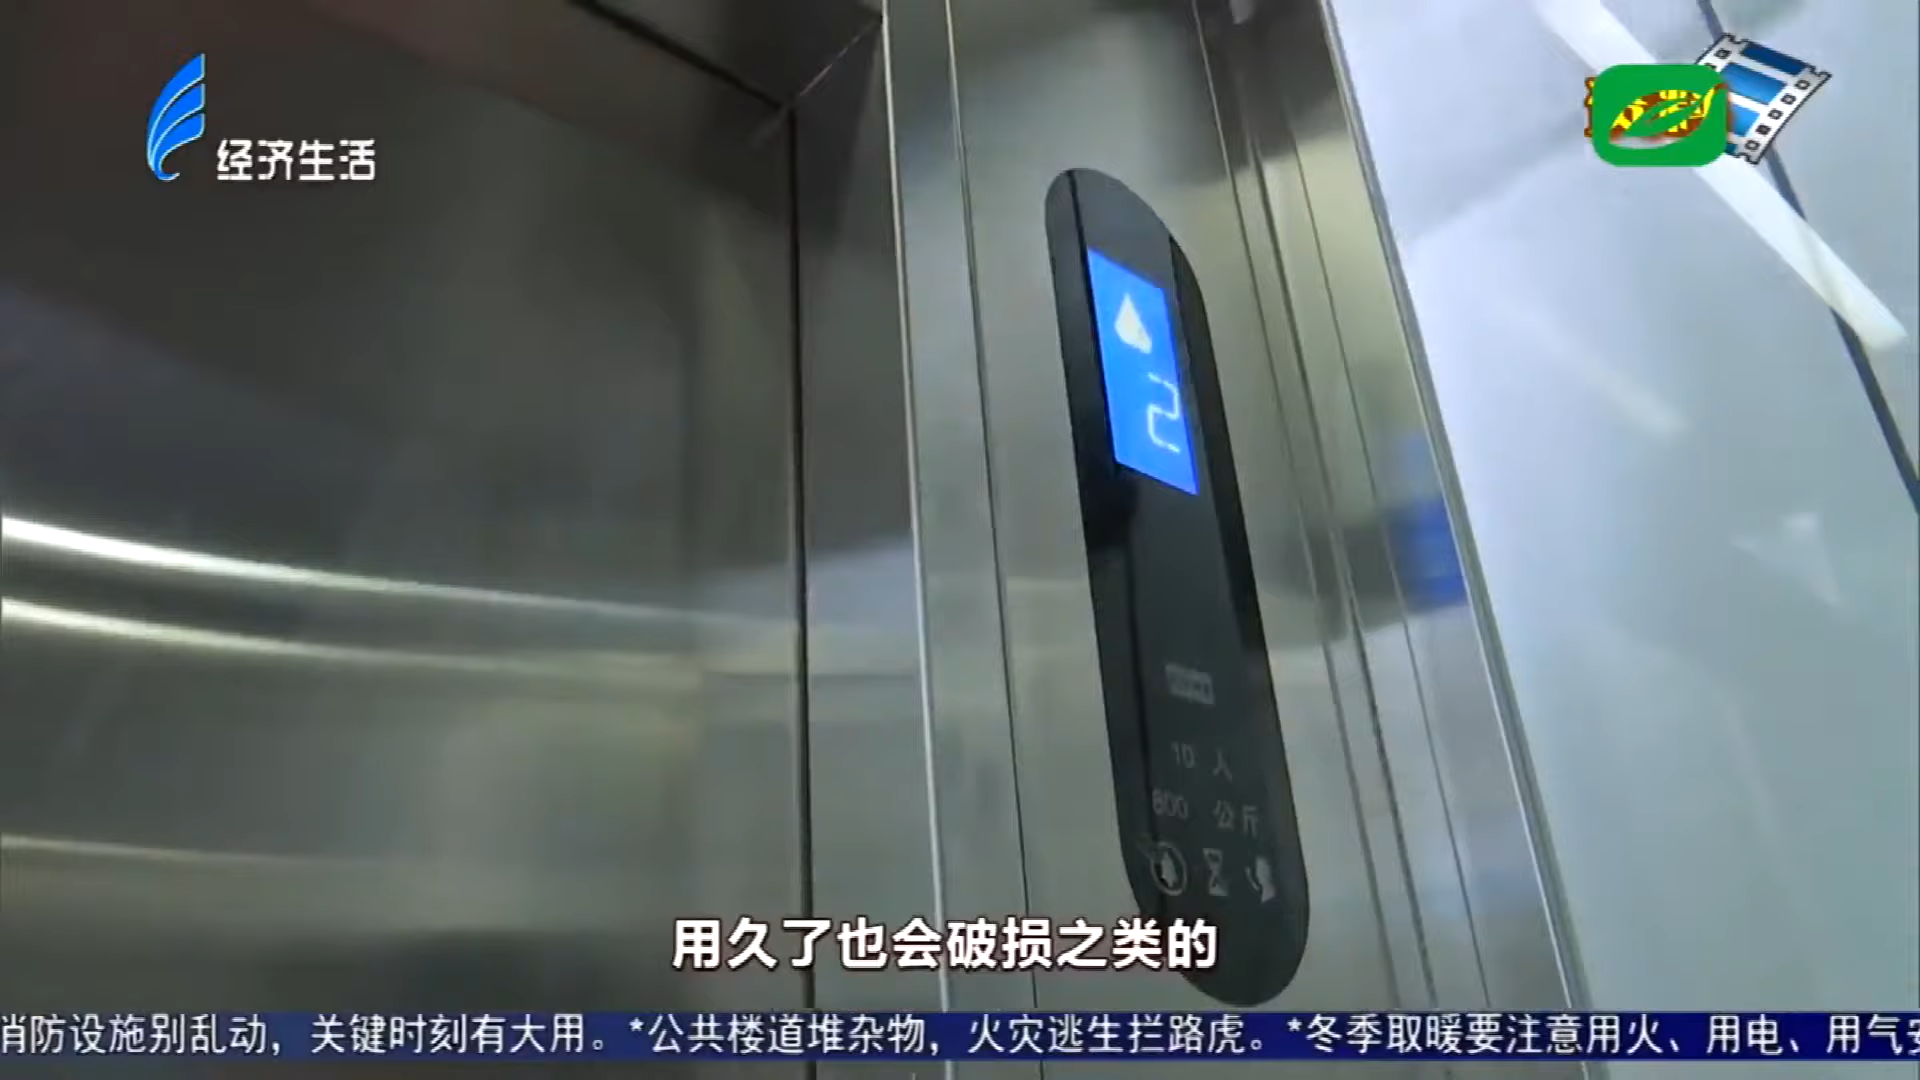 经济生活
2
10 人
800 公斤
用久了也会破损之类的
消防设施别乱动，关键时刻有大用。*公共楼道堆杂物，火灾逃生拦路虎。*冬季取暖要注意用火、用电、用气安